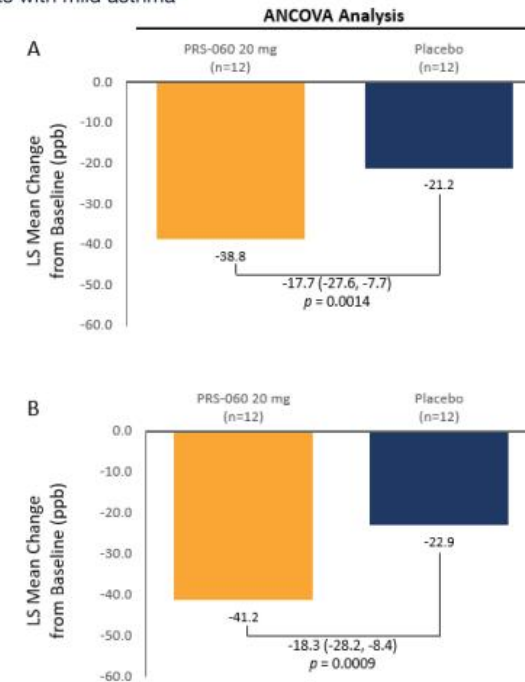 with mild asthma
ANCOVA Analysis
A
PRS-060 20 mg
(n=12)
Placebo
(n=12)
LS Mean Change
from Baseline (ppb)
0.0
-10.0
-20.0
-30.0
-40.0
-50.0
-60.0
-21.2
-38.8
-17.7 (-27.6, -7.7)
p = 0.0014
B
PRS-060 20 mg
(n=12)
Placebo
(n=12)
LS Mean Change
from Baseline (ppb)
0.0
-10.0
-20.0
-30.0
-40.0
-50.0
-60.0
-22.9
-41.2
-18.3 (-28.2, -8.4)
p = 0.0009